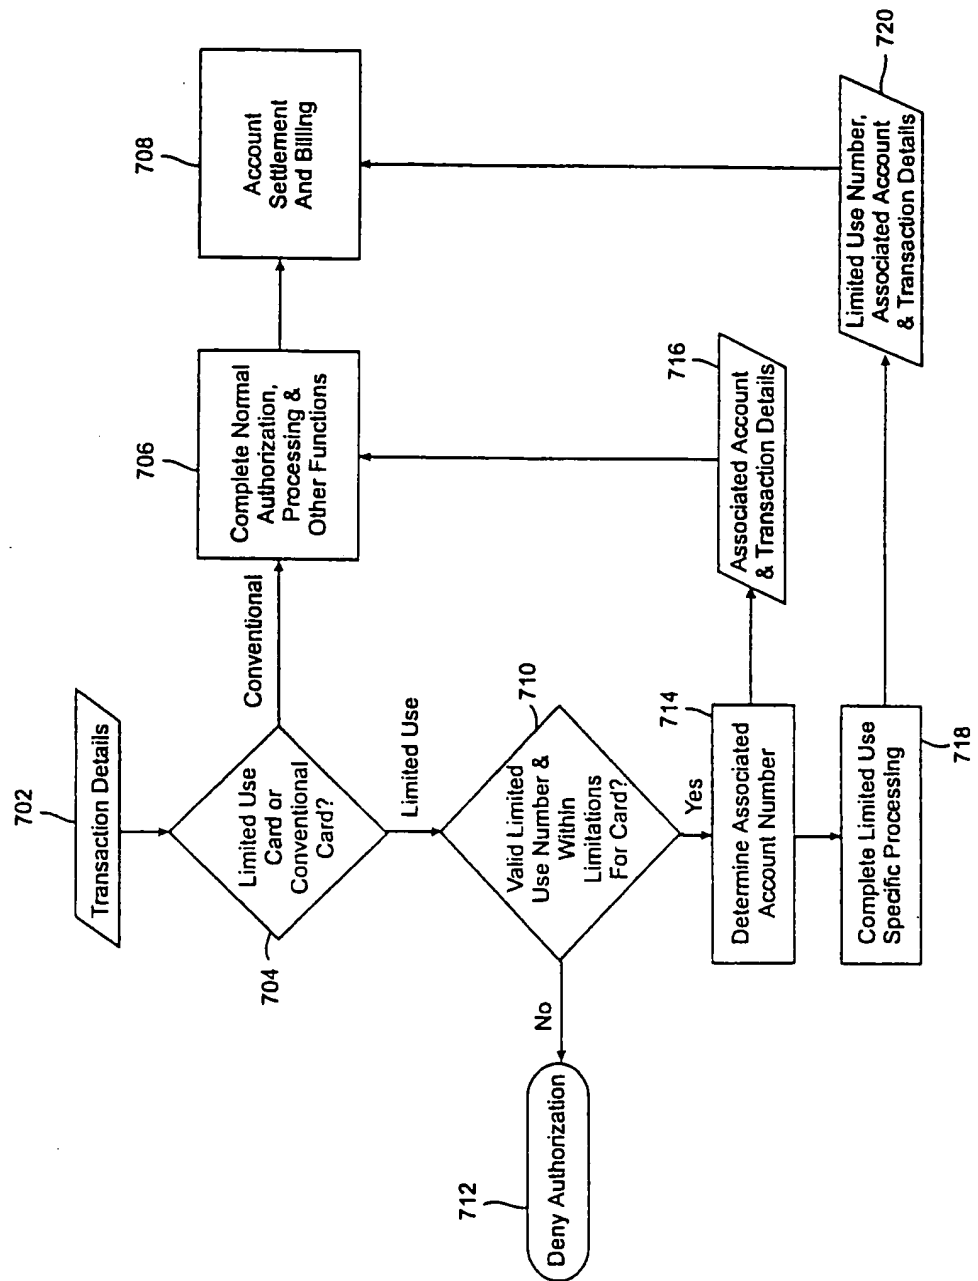 702
Transaction Details
Limited Use
Card or
Conventional
Card?
704
Conventional
706
Complete Normal
Authorization,
Processing &
Other Functions
708
Account
Settlement
And Billing
Limited Use
710
Valid Limited
Use Number &
Within
Limitations
For Card?
No
712
Deny Authorization
Yes
714
Determine Associated
Account Number
716
Associated Account
& Transaction Details
Complete Limited Use
Specific Processing
718
720
Limited Use Number,
Associated Account
& Transaction Details